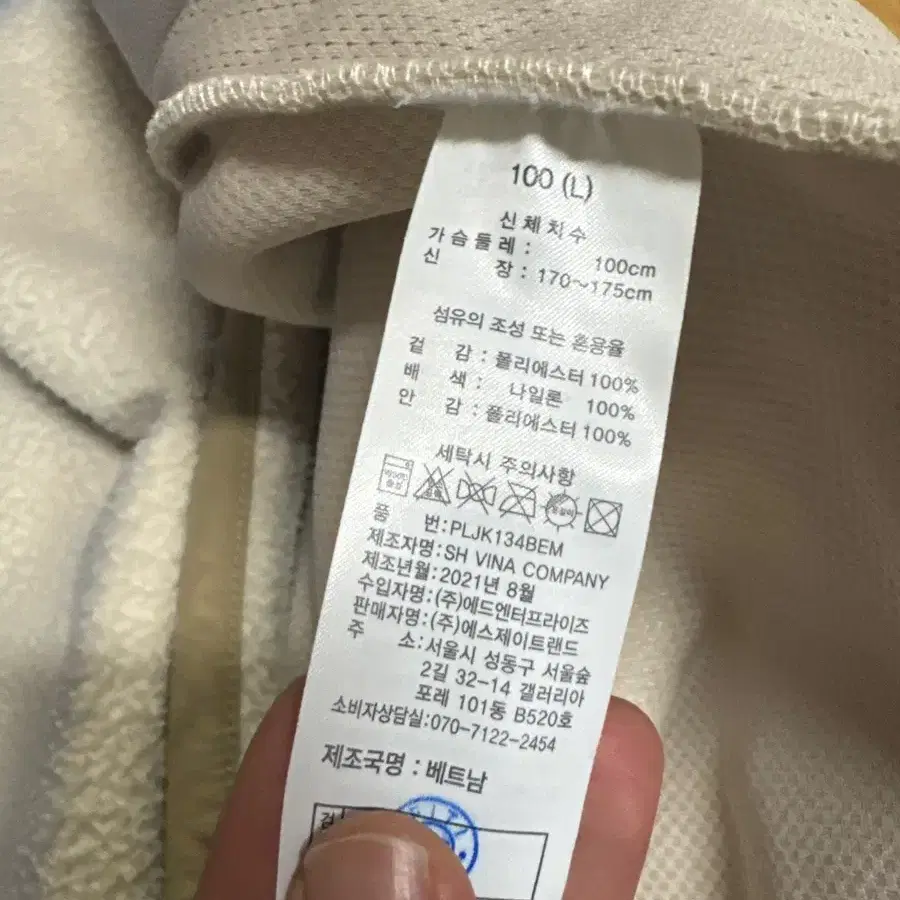 100 (L)
신체치수
가슴둘레 : 100cm
신 장 : 170~175cm
섬유의 조성 또는 혼용율
겉 감 : 폴리에스터 100%
배 색 : 나일론 100%
안 감 : 폴리에스터 100%
세탁시 주의사항
품 번:PLJK134BEM
제조자명:SH VINA COMPANY
제조년월:2021년 8월
수입자명:(주)에드엔터프라이즈
판매자명:(주)에스제이트랜드
주 소:서울시 성동구 서울숲
2길 32-14 갤러리아
포레 101동 B520호
소비자상담실:070-7122-2454
제조국명 : 베트남